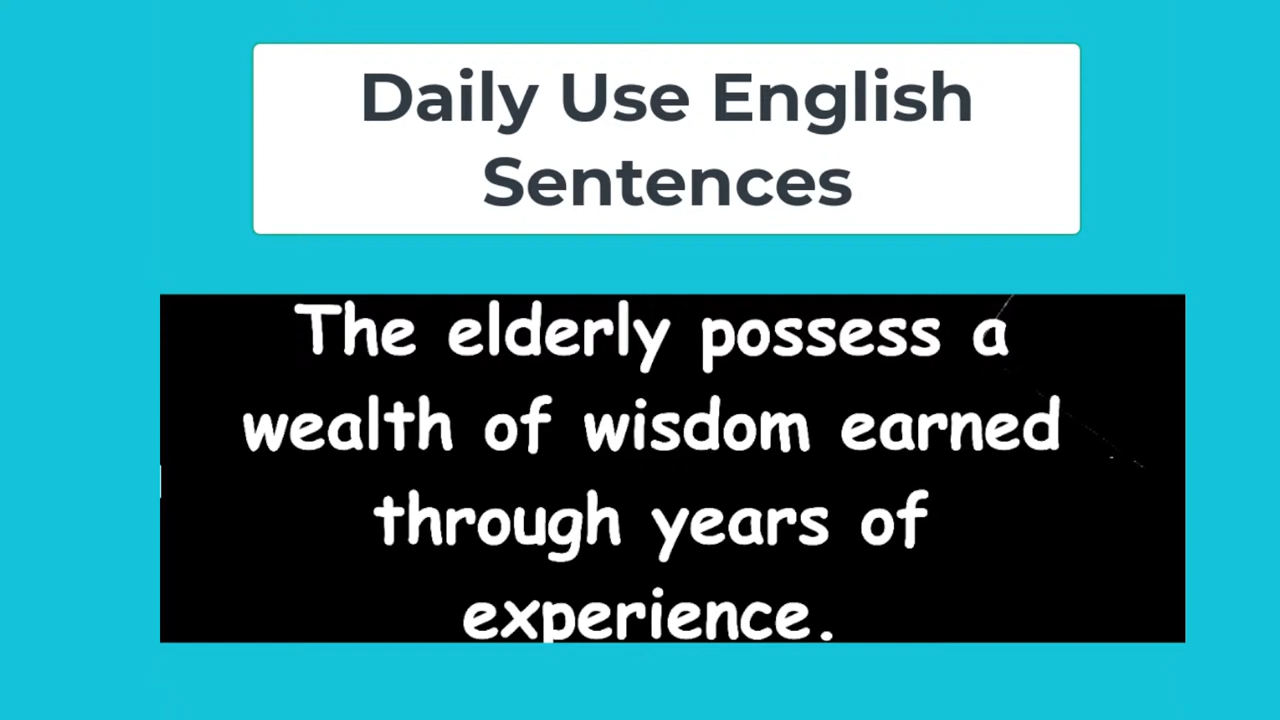 Daily Use English
Sentences
The elderly possess a
wealth of wisdom earned
through years of
experience.